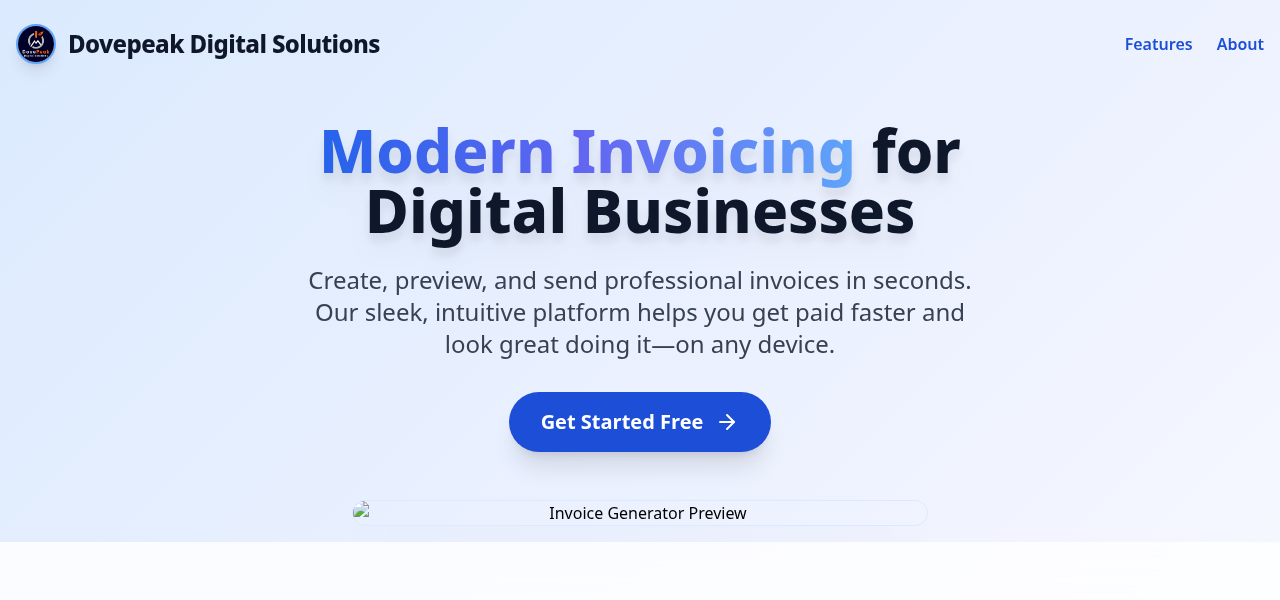 Dovepeak Digital Solutions
Features
About
Modern Invoicing for
Digital Businesses
Create, preview, and send professional invoices in seconds.
Our sleek, intuitive platform helps you get paid faster and
look great doing it—on any device.
Get Started Free
Invoice Generator Preview